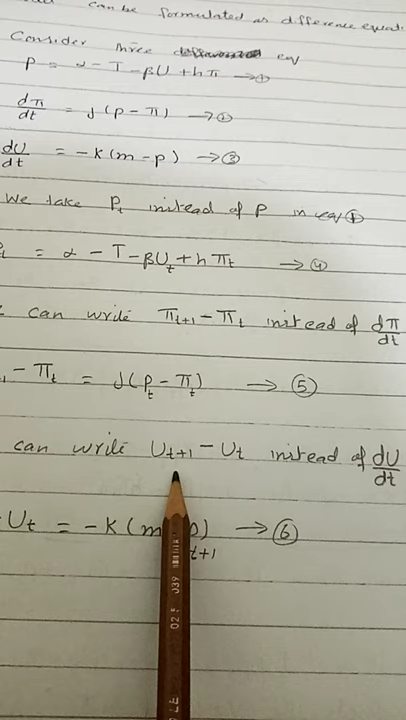 can be formulated as difference equat
Consider three eq
p = α - T - βU + hπ → ①
dπ/dt = j(p - π) → ②
dU/dt = -k(m - p) → ③
We take Pt instead of P in eq ①
= α - T - βUt + hπt → ④
can write πt+1 - πt instead of dπ/dt
- πt = j(Pt - πt) → ⑤
can write Ut+1 - Ut instead of dU/dt
Ut = -k(m p)t+1 → ⑥
J39